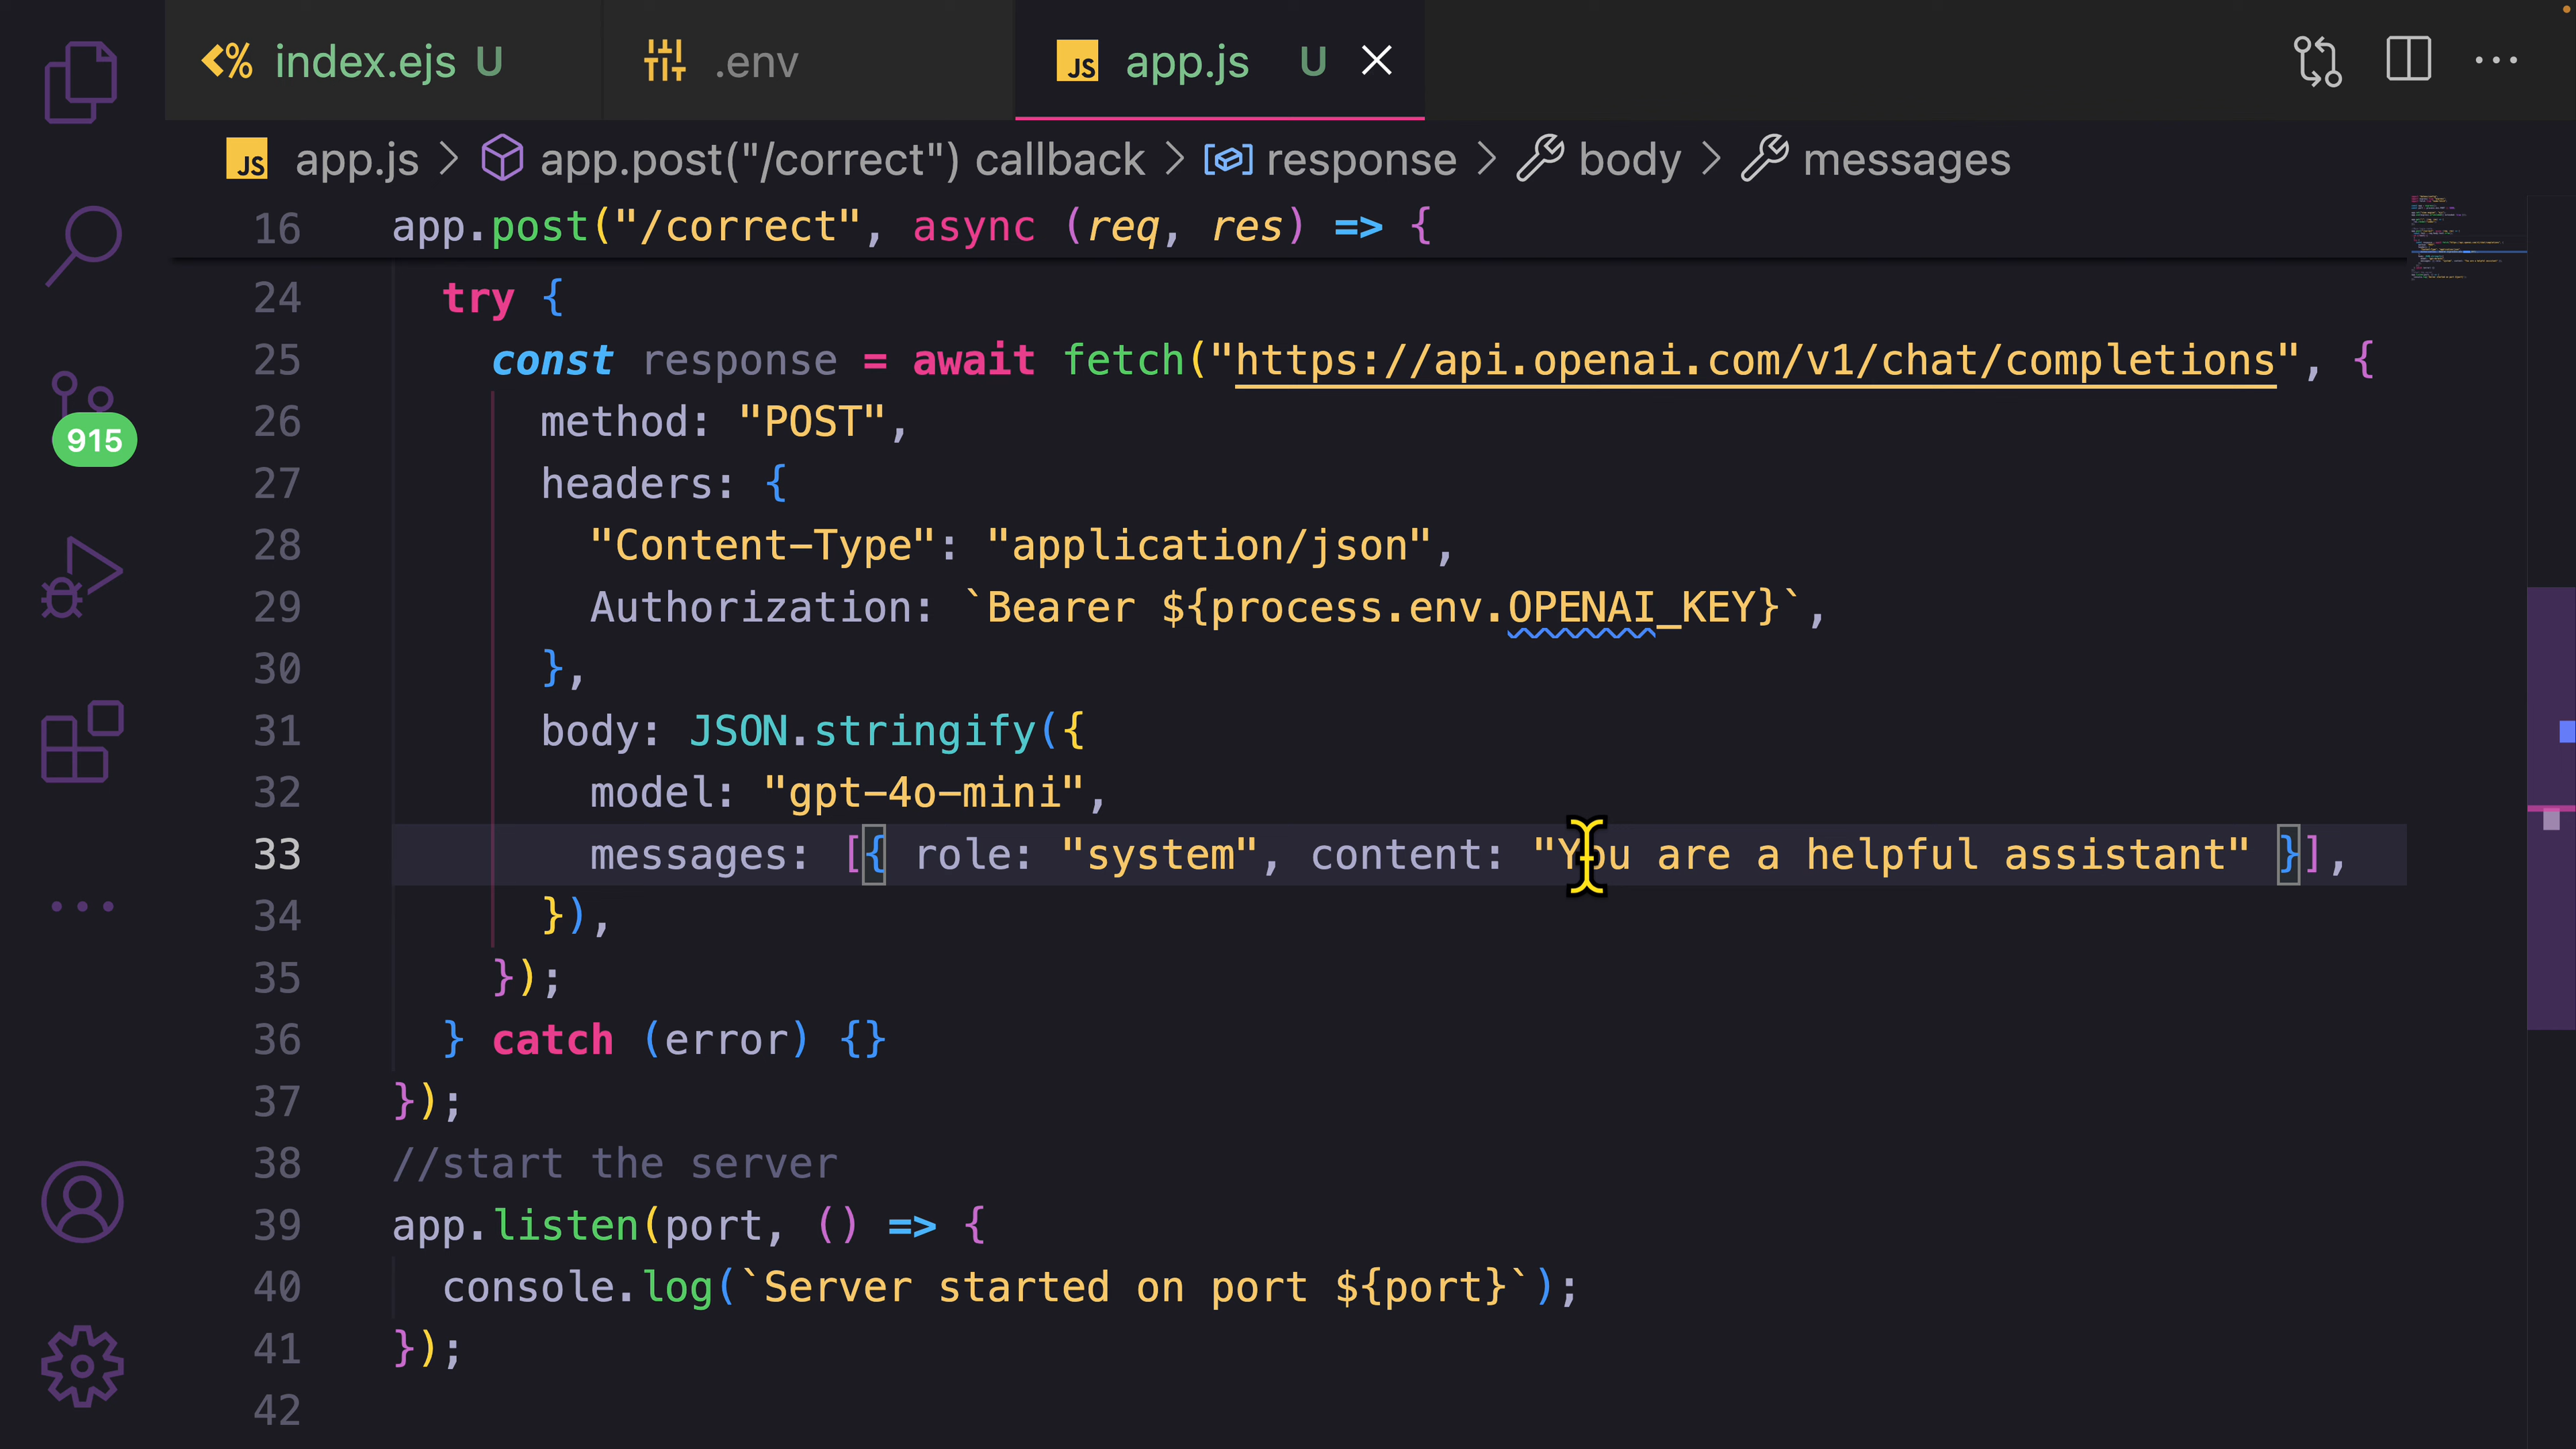 index.ejs U .env JS app.js U
JS app.js > app.post("/correct") callback > response > body > messages
16 app.post("/correct", async (req, res) => {
24 try {
25 const response = await fetch("https://api.openai.com/v1/chat/completions", {
26 method: "POST",
27 headers: {
28 "Content-Type": "application/json",
29 Authorization: `Bearer ${process.env.OPENAI_KEY}`,
30 },
31 body: JSON.stringify({
32 model: "gpt-4o-mini",
33 messages: [{ role: "system", content: "You are a helpful assistant" }],
34 }),
35 });
36 } catch (error) {}
37 });
38 //start the server
39 app.listen(port, () => {
40 console.log(`Server started on port ${port}`);
41 });
42
915